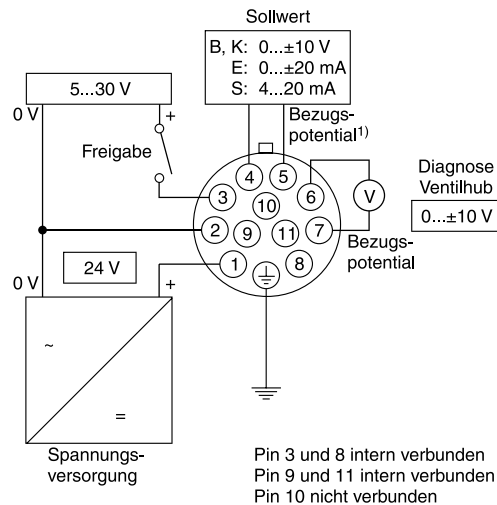 Sollwert
B, K: 0...±10 V
E: 0...±20 mA
S: 4...20 mA
5...30 V
0 V
+
Freigabe
Bezugs-
potential1)
4
5
3
6
10
V
Diagnose
Ventilhub
0...±10 V
2
9
11
7
Bezugs-
potential
24 V
1
8
0 V
+
~
=
Spannungs-
versorgung
Pin 3 und 8 intern verbunden
Pin 9 und 11 intern verbunden
Pin 10 nicht verbunden